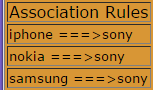 Association Rules
iphone ===>sony
nokia ===>sony
samsung ===>sony